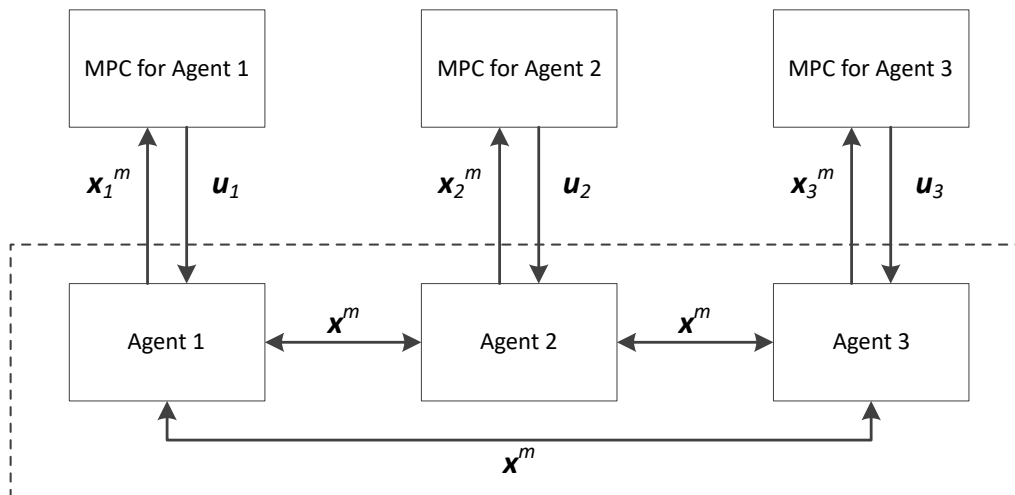 MPC for Agent 1 MPC for Agent 2 MPC for Agent 3
x₁ᵐ u₁ x₂ᵐ u₂ x₃ᵐ u₃
Agent 1 xᵐ Agent 2 xᵐ Agent 3
xᵐ